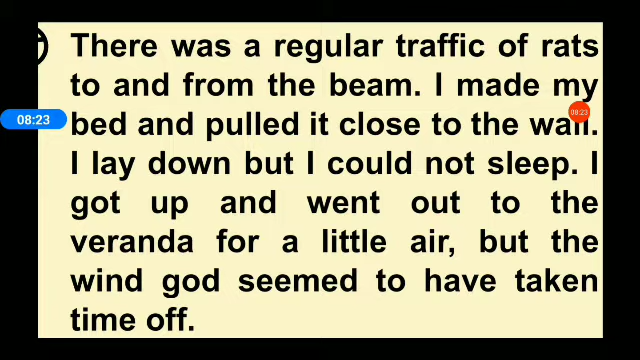 There was a regular traffic of rats
to and from the beam. I made my
08:23
08:23
bed and pulled it close to the wall.
I lay down but I could not sleep. I
got up and went out to the
veranda for a little air, but the
wind god seemed to have taken
time off.